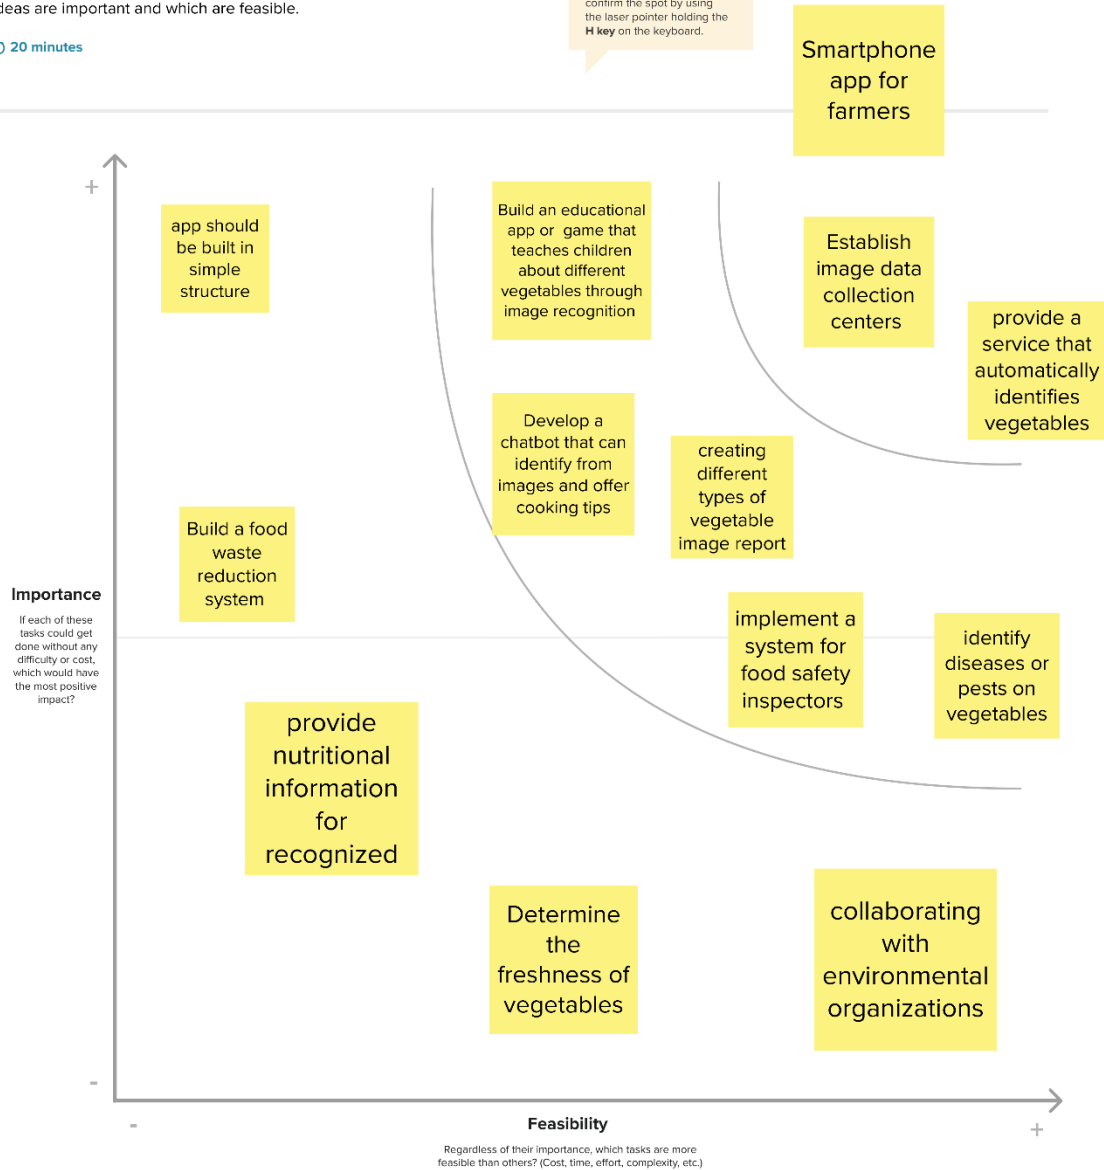 deas are important and which are feasible.
20 minutes
confirm the spot by using
the laser pointer holding the
H key on the keyboard.
Smartphone
app for
farmers
+
app should
be built in
simple
structure
Build an educational
app or game that
teaches children
about different
vegetables through
image recognition
Establish
image data
collection
centers
provide a
service that
automatically
identifies
vegetables
Develop a
chatbot that can
identify from
images and offer
cooking tips
creating
different
types of
vegetable
image report
Build a food
waste
reduction
system
Importance
If each of these
tasks could get
done without any
difficulty or cost,
which would have
the most positive
impact?
implement a
system for
food safety
inspectors
identify
diseases or
pests on
vegetables
provide
nutritional
information
for
recognized
Determine
the
freshness of
vegetables
collaborating
with
environmental
organizations
-
-
Feasibility
+
Regardless of their importance, which tasks are more
feasible than others? (Cost, time, effort, complexity, etc.)